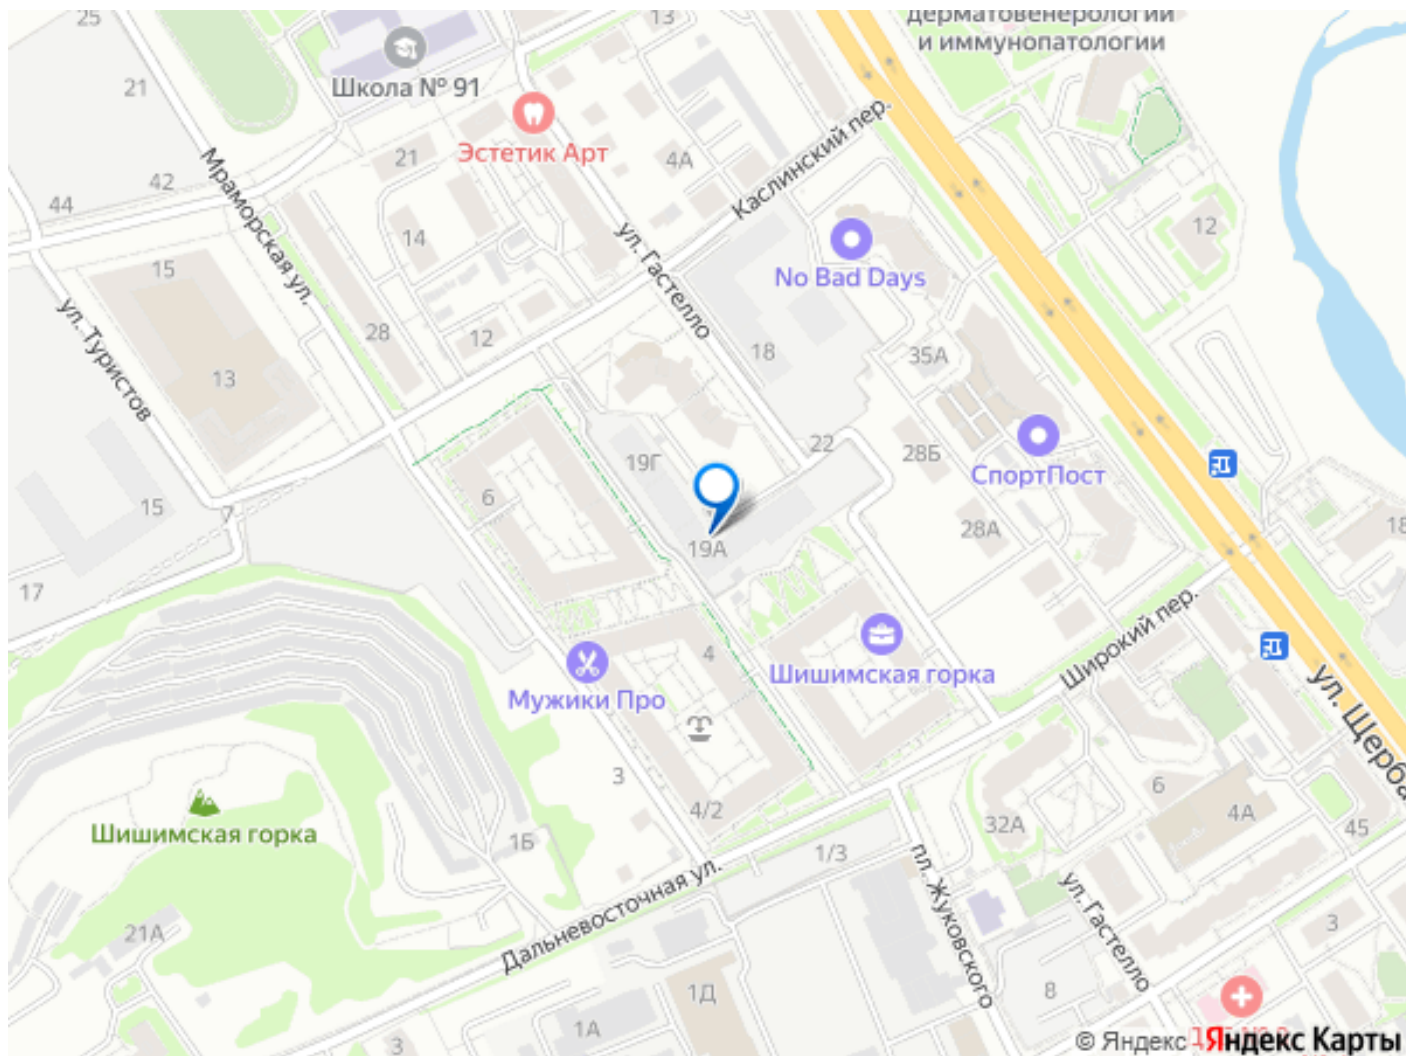 25
13
дерматовенерологии
и иммунопатологии
21
Школа № 91
Эстетик Арт
21
4А
Каслинский пер.
Мраморская ул.
42
44
14
ул. Гастелло
12
No Bad Days
15
ул. Туристов
28
12
18
35А
13
22
28Б
СпортПост
19Г
6
15
7
28А
18
19А
17
Широкий пер.
4
Шишимская горка
Мужики Про
ул. Щерба
3
6
4А
4/2
32А
45
Шишимская горка
1Б
1/3
пл. Жуковского
ул. Гастелло
Дальневосточная ул.
21А
3
1Д
8
1А
3
© Яндекс
Яндекс Карты